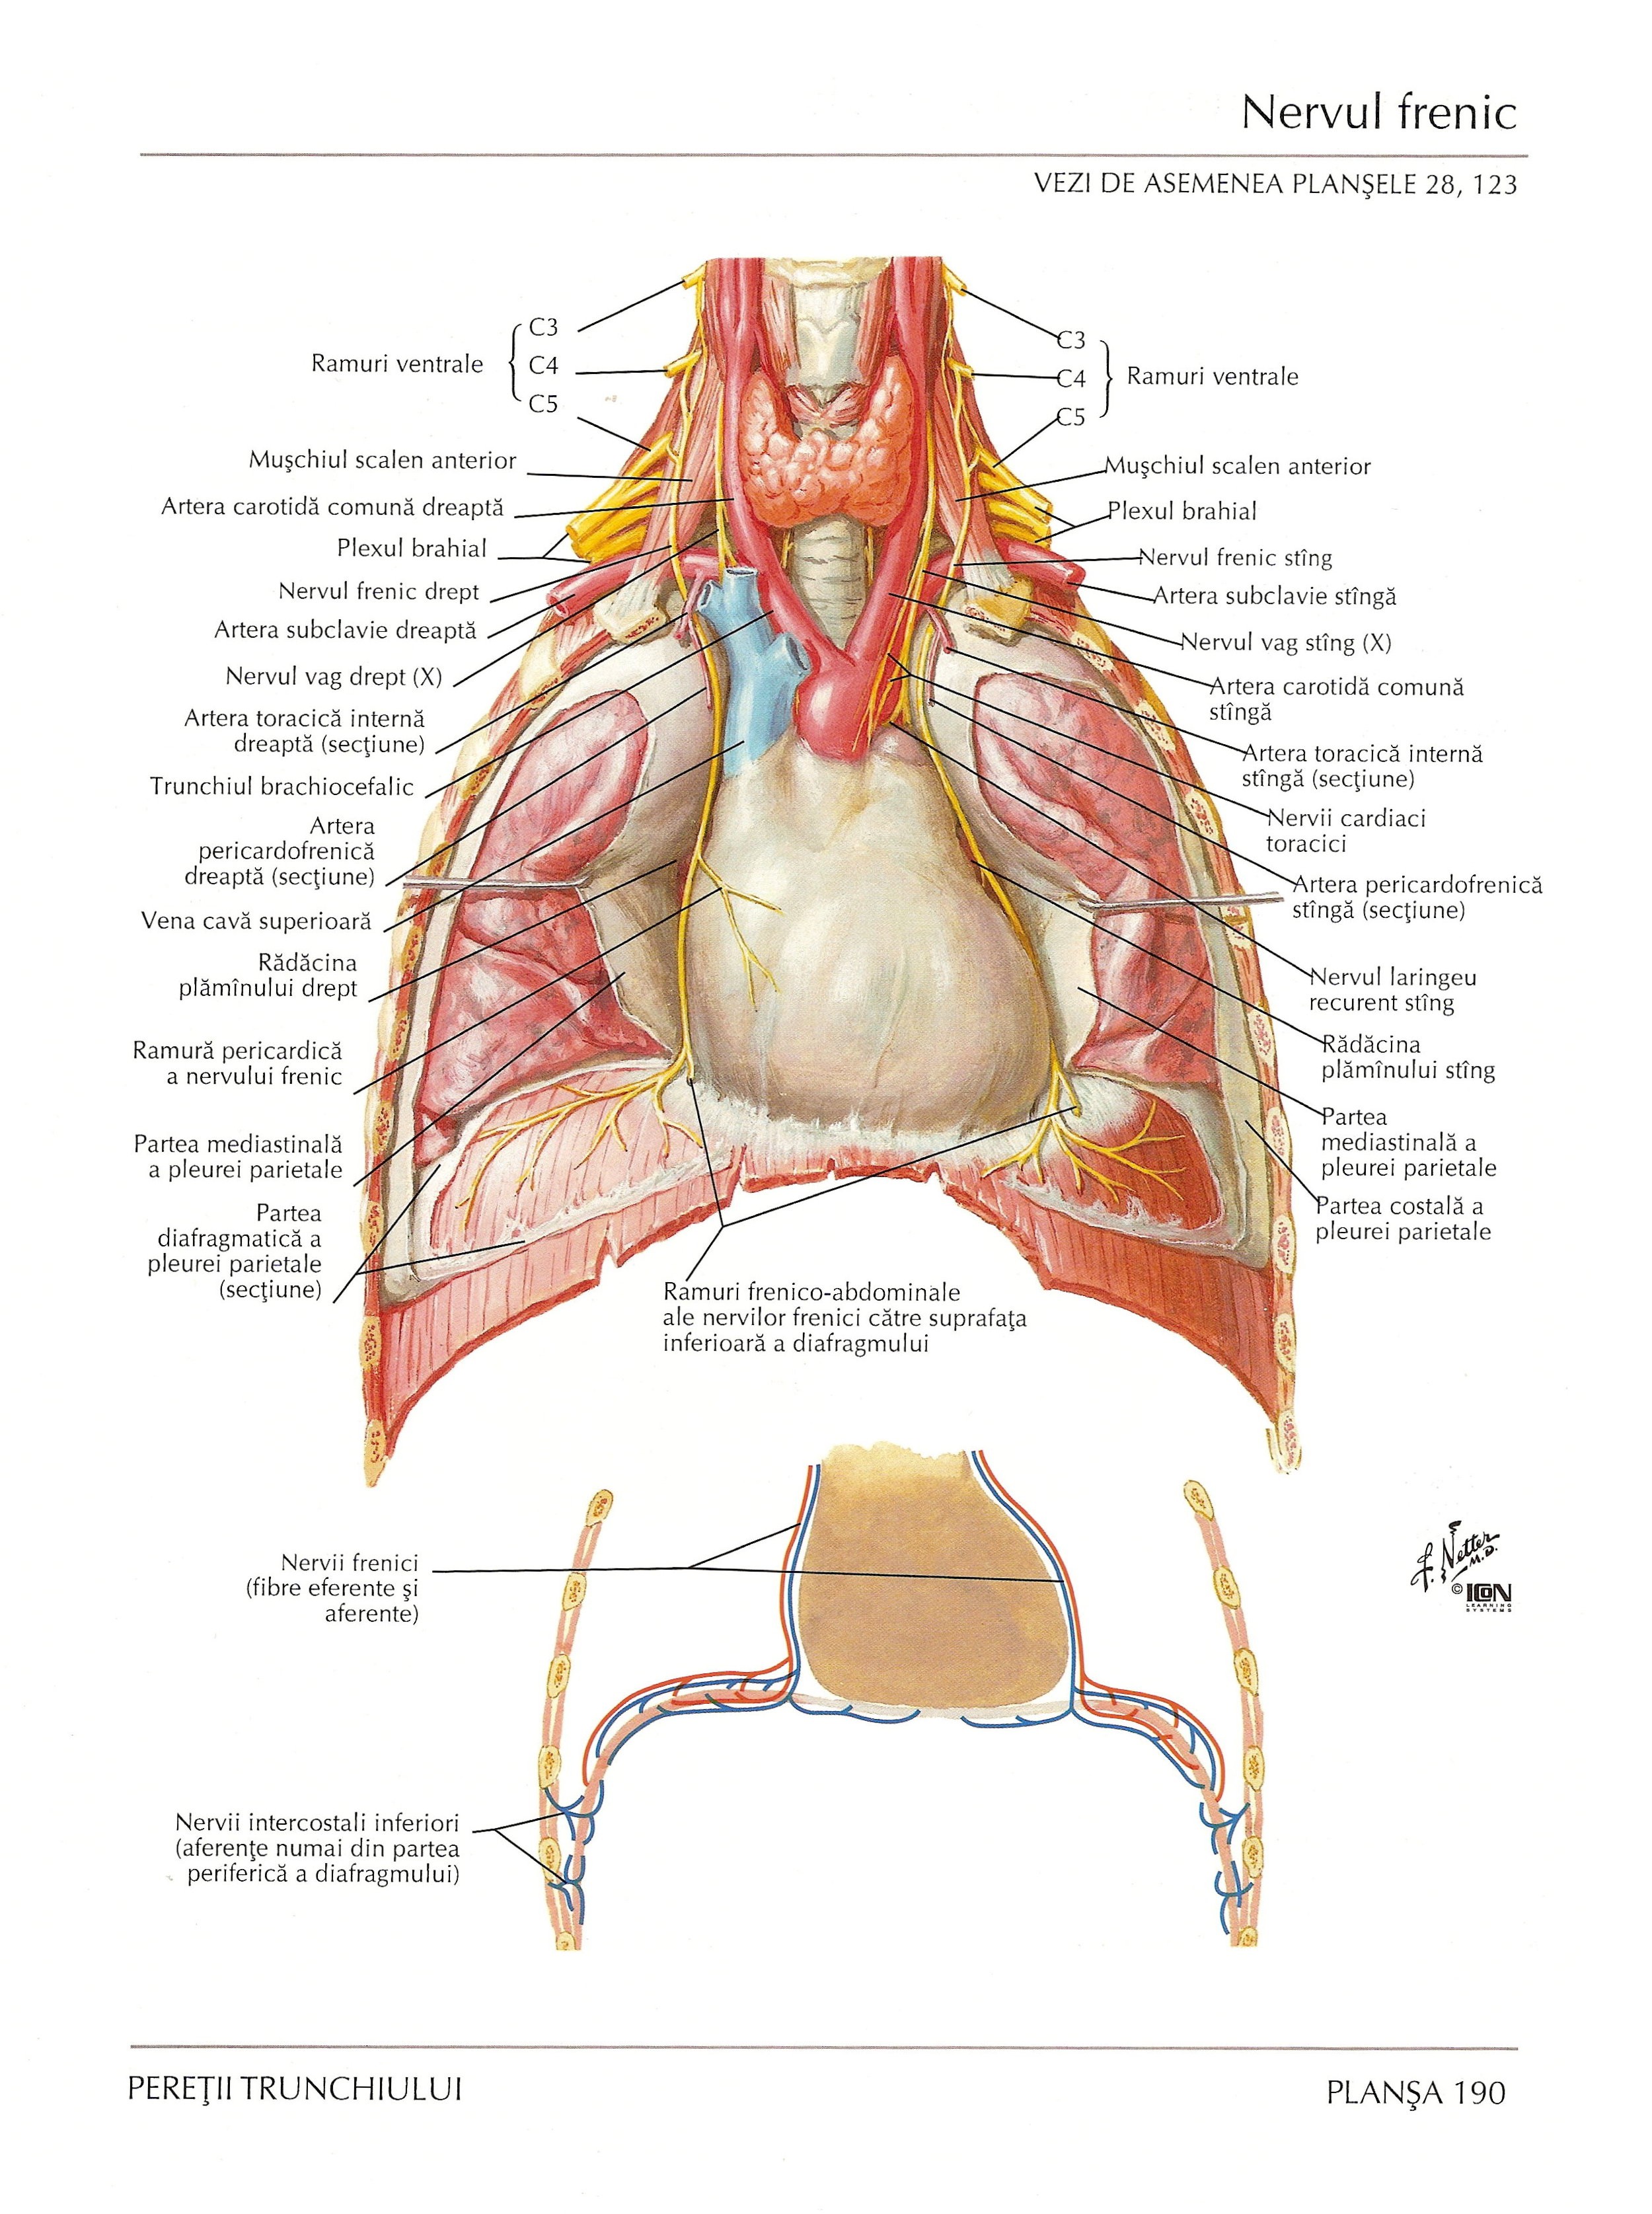 Nervul frenic
VEZI DE ASEMENEA PLANŞELE 28, 123
Ramuri ventrale
C3
C4
C5
Muşchiul scalen anterior
Artera carotidă comună dreaptă
Plexul brahial
Nervul frenic drept
Artera subclavie dreaptă
Nervul vag drept (X)
Artera toracică internă
dreaptă (secţiune)
Trunchiul brachiocefalic
Artera
pericardofrenică
dreaptă (secţiune)
Vena cavă superioară
Rădăcina
plămînului drept
Ramură pericardică
a nervului frenic
Partea mediastinală
a pleurei parietale
Partea
diafragmatică a
pleurei parietale
(secţiune)
C3
C4
C5
Ramuri ventrale
Muşchiul scalen anterior
Plexul brahial
Nervul frenic stîng
Artera subclavie stîngă
Nervul vag stîng (X)
Artera carotidă comună
stîngă
Artera toracică internă
stîngă (secţiune)
Nervii cardiaci
toracici
Artera pericardofrenică
stîngă (secţiune)
Nervul laringeu
recurent stîng
Rădăcina
plămînului stîng
Partea
mediastinală a
pleurei parietale
Partea costală a
pleurei parietale
Ramuri frenico-abdominale
ale nervilor frenici către suprafaţa
inferioară a diafragmului
Nervii frenici
(fibre eferente şi
aferente)
F. Netter
M.D.
© ICON
LEARNING
SYSTEMS
Nervii intercostali inferiori
(aferenţe numai din partea
periferică a diafragmului)
PEREŢII TRUNCHIULUI
PLANŞA 190